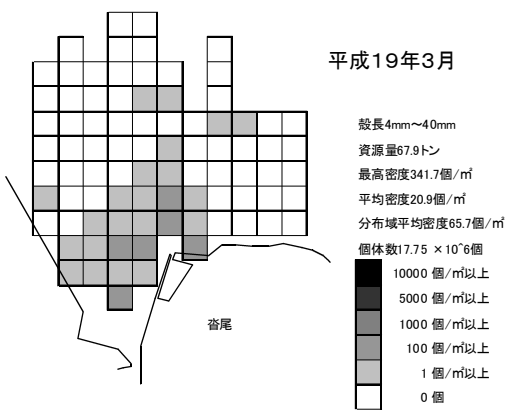 平成19年3月
殻長4mm～40mm
資源量67.9トン
最高密度341.7個/㎡
平均密度20.9個/㎡
分布域平均密度65.7個/㎡
個体数17.75 ×10^6個
10000 個/㎡以上
5000 個/㎡以上
1000 個/㎡以上
100 個/㎡以上
1 個/㎡以上
0 個
沓尾